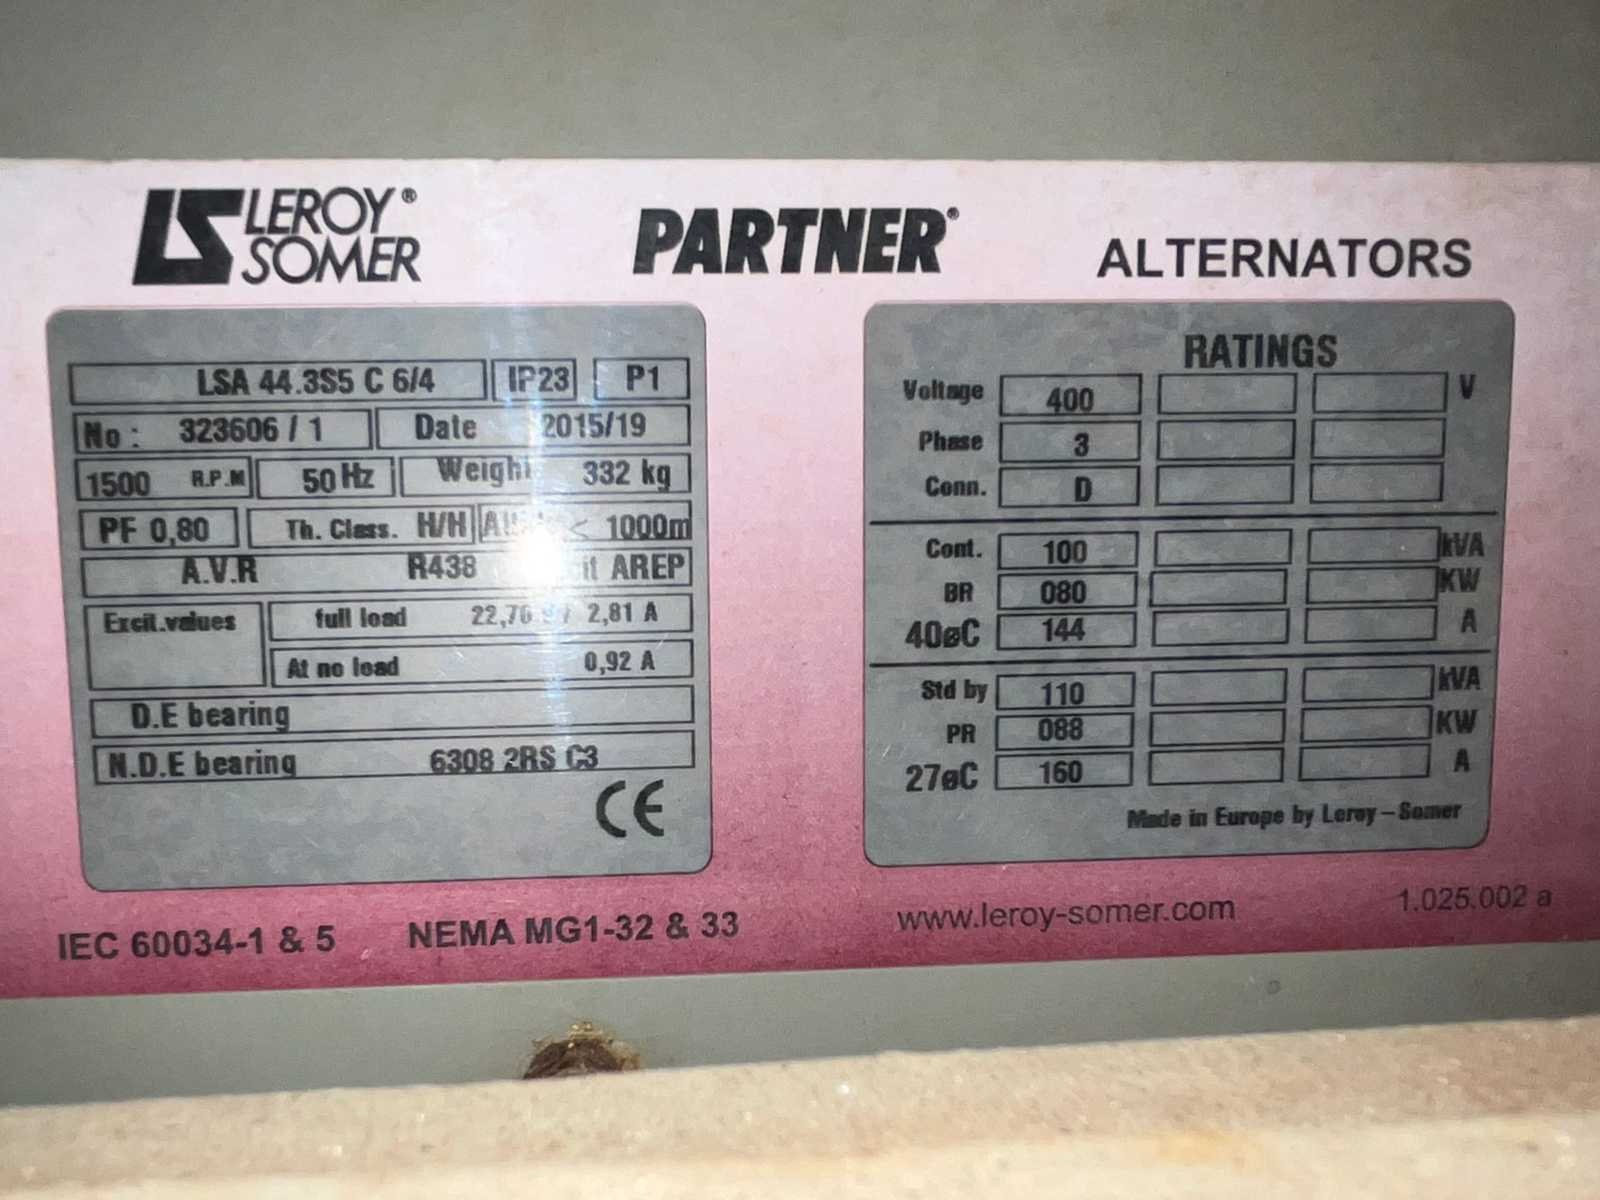 LS LEROY® SOMER
PARTNER®
ALTERNATORS
LSA 44.3S5 C 6/4 IP23 P1
No : 323606 / 1 Date 2015/19
1500 R.P.M 50 Hz Weight 332 kg
PF 0,80 Th. Class. H/H < 1000m
A.V.R R438 AREP
Excit.values full load 22,70 2,81 A
At no load 0,92 A
D.E bearing
N.D.E bearing 6308 2RS C3
CE
RATINGS
Voltage 400 V
Phase 3
Conn. D
Cont. 100 kVA
BR 080 KW
40øC 144 A
Std by 110 kVA
PR 088 KW
27øC 160 A
Made in Europe by Leroy – Somer
IEC 60034-1 & 5 NEMA MG1-32 & 33
www.leroy-somer.com
1.025.002 a